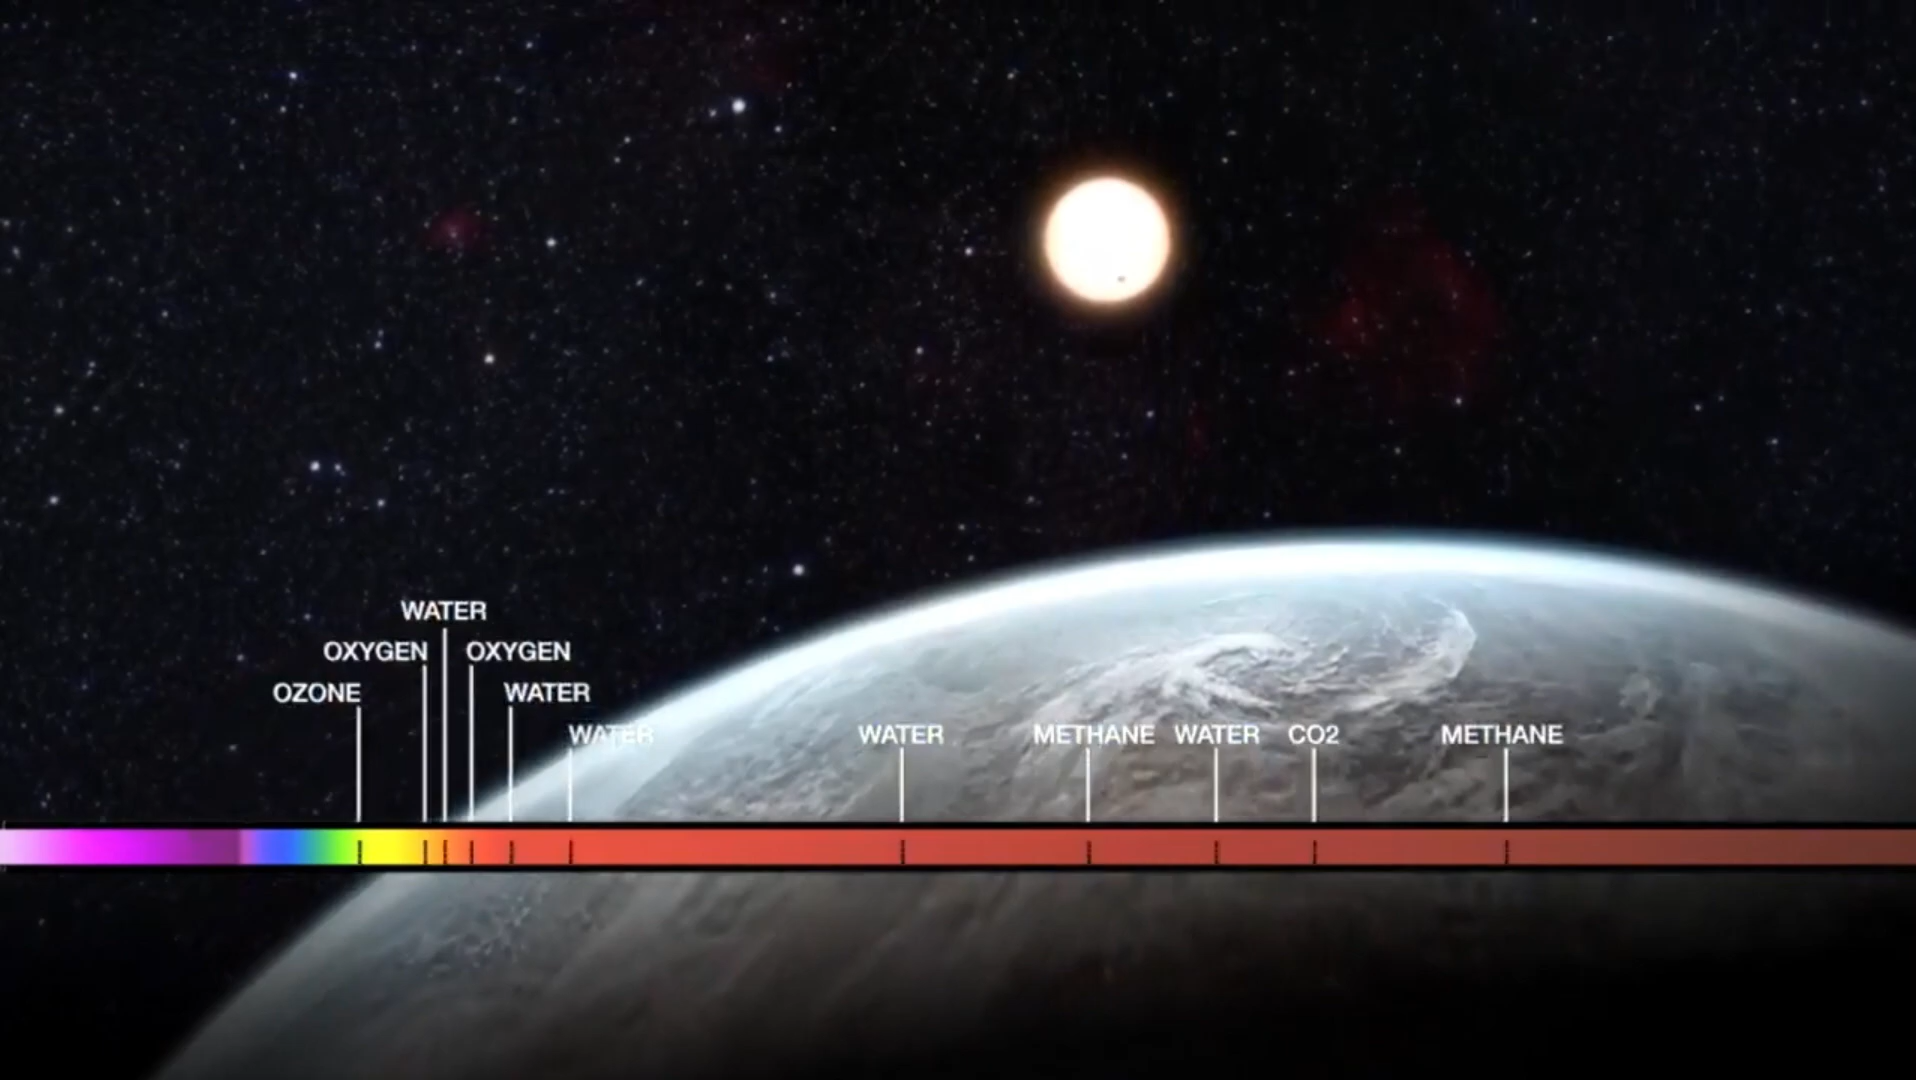 WATER
OXYGEN OXYGEN
OZONE WATER
WATER WATER METHANE WATER CO2 METHANE